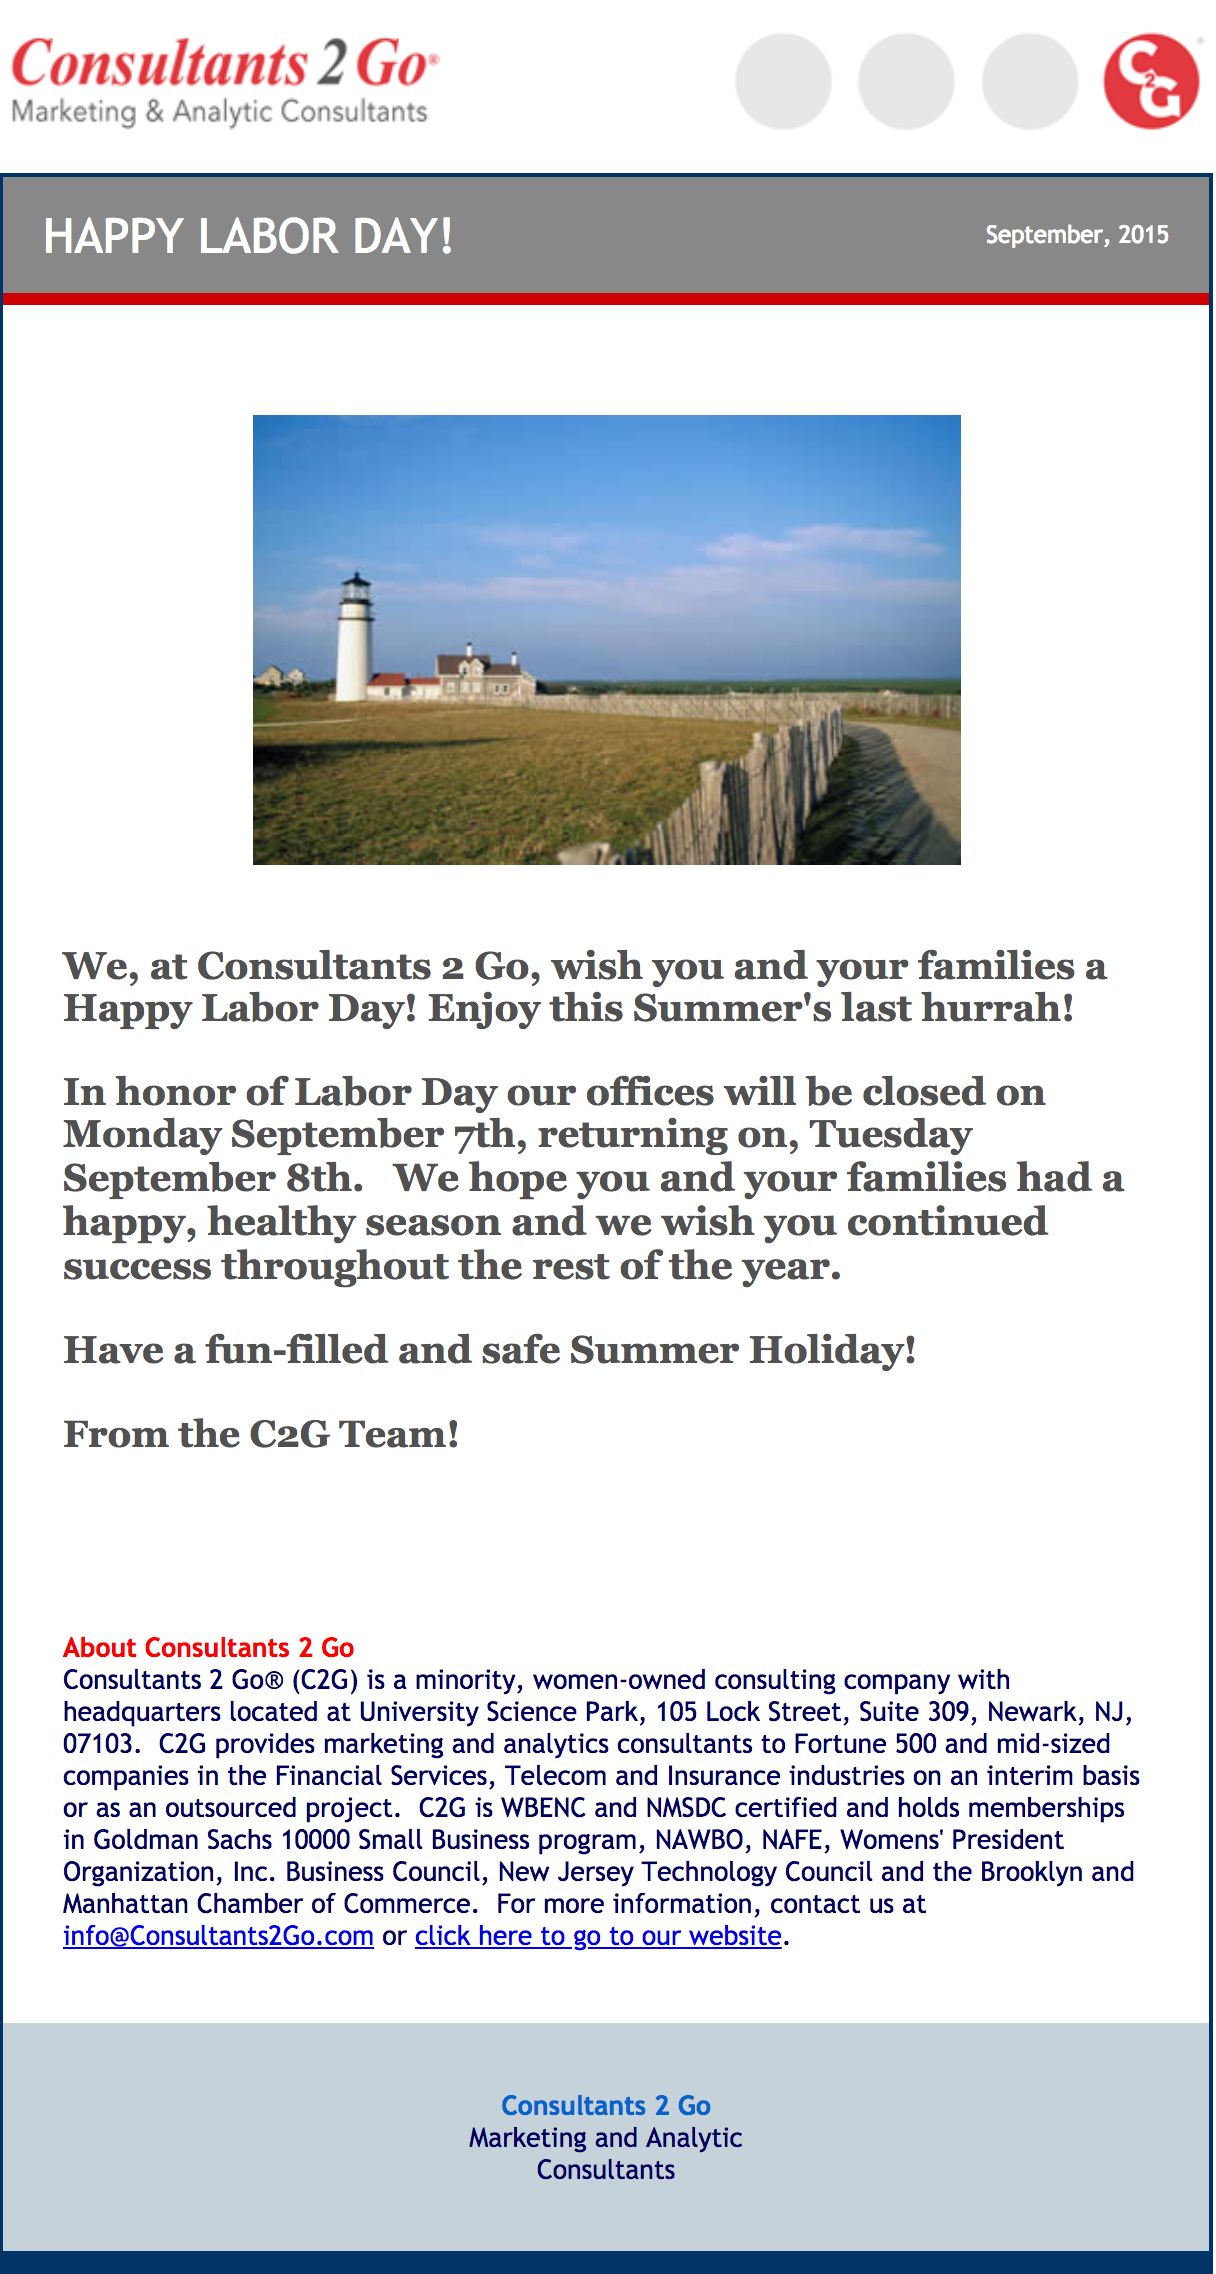 Consultants 2 Go®
Marketing & Analytic Consultants
C2G
HAPPY LABOR DAY!
September, 2015
We, at Consultants 2 Go, wish you and your families a
Happy Labor Day! Enjoy this Summer's last hurrah!
In honor of Labor Day our offices will be closed on
Monday September 7th, returning on, Tuesday
September 8th.   We hope you and your families had a
happy, healthy season and we wish you continued
success throughout the rest of the year.
Have a fun-filled and safe Summer Holiday!
From the C2G Team!
About Consultants 2 Go
Consultants 2 Go® (C2G) is a minority, women-owned consulting company with
headquarters located at University Science Park, 105 Lock Street, Suite 309, Newark, NJ,
07103.  C2G provides marketing and analytics consultants to Fortune 500 and mid-sized
companies in the Financial Services, Telecom and Insurance industries on an interim basis
or as an outsourced project.  C2G is WBENC and NMSDC certified and holds memberships
in Goldman Sachs 10000 Small Business program, NAWBO, NAFE, Womens' President
Organization, Inc. Business Council, New Jersey Technology Council and the Brooklyn and
Manhattan Chamber of Commerce.  For more information, contact us at
info@Consultants2Go.com or click here to go to our website.
Consultants 2 Go
Marketing and Analytic
Consultants